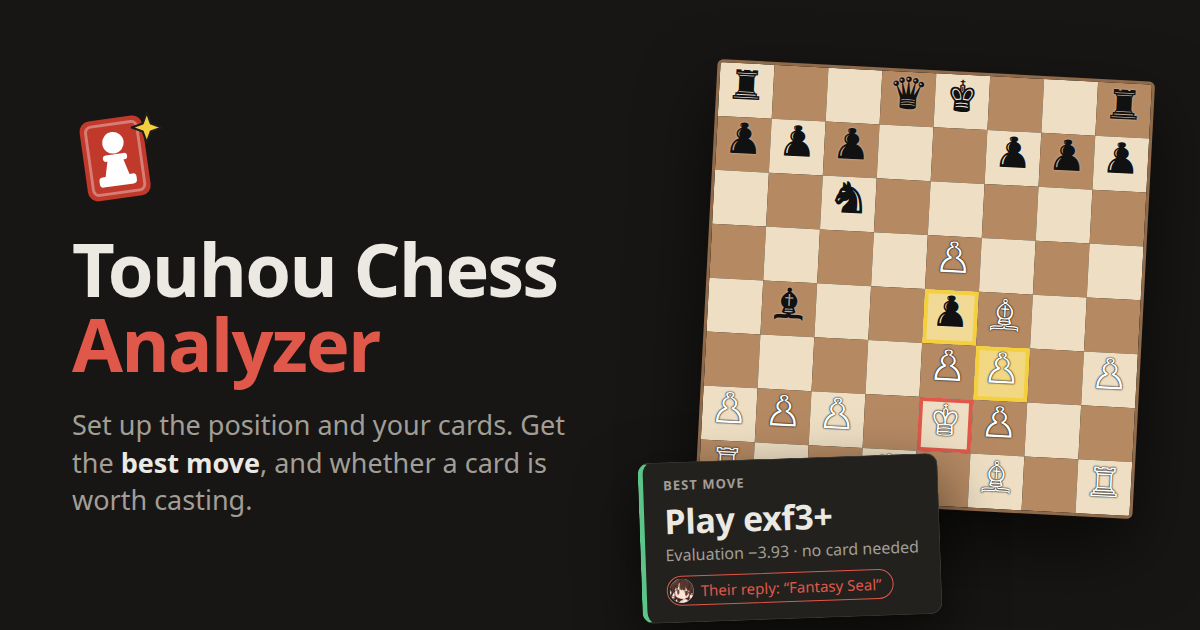 Touhou Chess
Analyzer
Set up the position and your cards. Get
the best move, and whether a card is
worth casting.
BEST MOVE
Play exf3+
Evaluation −3.93 · no card needed
Their reply: “Fantasy Seal”